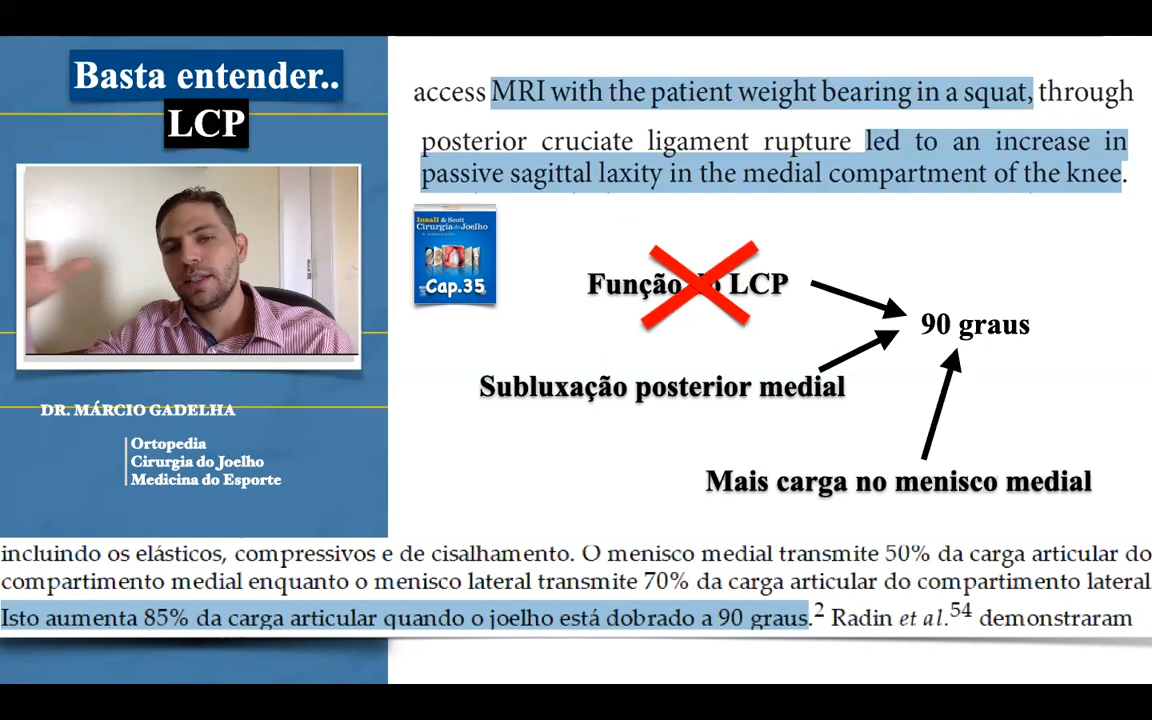 Basta entender..
LCP
DR. MÁRCIO GADELHA
Ortopedia
Cirurgia do Joelho
Medicina do Esporte
access MRI with the patient weight bearing in a squat, through
posterior cruciate ligament rupture led to an increase in
passive sagittal laxity in the medial compartment of the knee.
Insall & Scott
Cirurgia do Joelho
Cap.35
Função do LCP
90 graus
Subluxação posterior medial
Mais carga no menisco medial
incluindo os elásticos, compressivos e de cisalhamento. O menisco medial transmite 50% da carga articular do
compartimento medial enquanto o menisco lateral transmite 70% da carga articular do compartimento lateral
Isto aumenta 85% da carga articular quando o joelho está dobrado a 90 graus.2 Radin et al.54 demonstraram